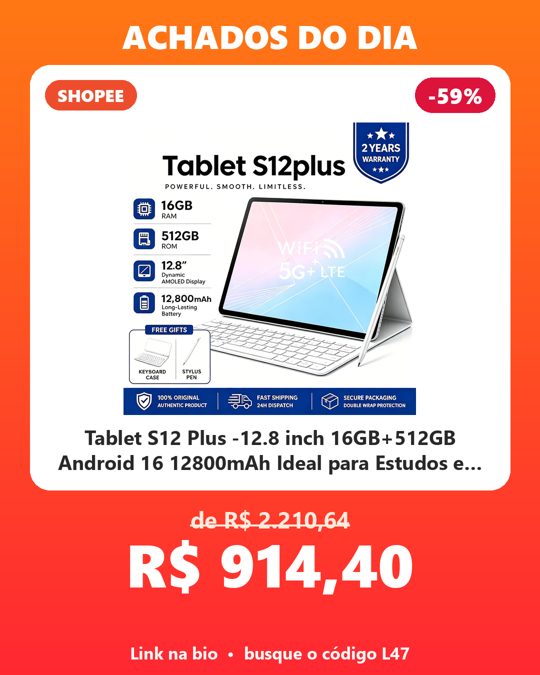 ACHADOS DO DIA
SHOPEE
-59%
2 YEARS
WARRANTY
Tablet S12plus
POWERFUL. SMOOTH. LIMITLESS.
16GB
RAM
512GB
ROM
12.8”
Dynamic
AMOLED Display
12,800mAh
Long-Lasting
Battery
WiFi
5G+LTE
FREE GIFTS
KEYBOARD
CASE
STYLUS
PEN
100% ORIGINAL
AUTHENTIC PRODUCT
FAST SHIPPING
24H DISPATCH
SECURE PACKAGING
DOUBLE WRAP PROTECTION
Tablet S12 Plus -12.8 inch 16GB+512GB
Android 16 12800mAh Ideal para Estudos e...
de R$ 2.210,64
R$ 914,40
Link na bio • busque o código L47